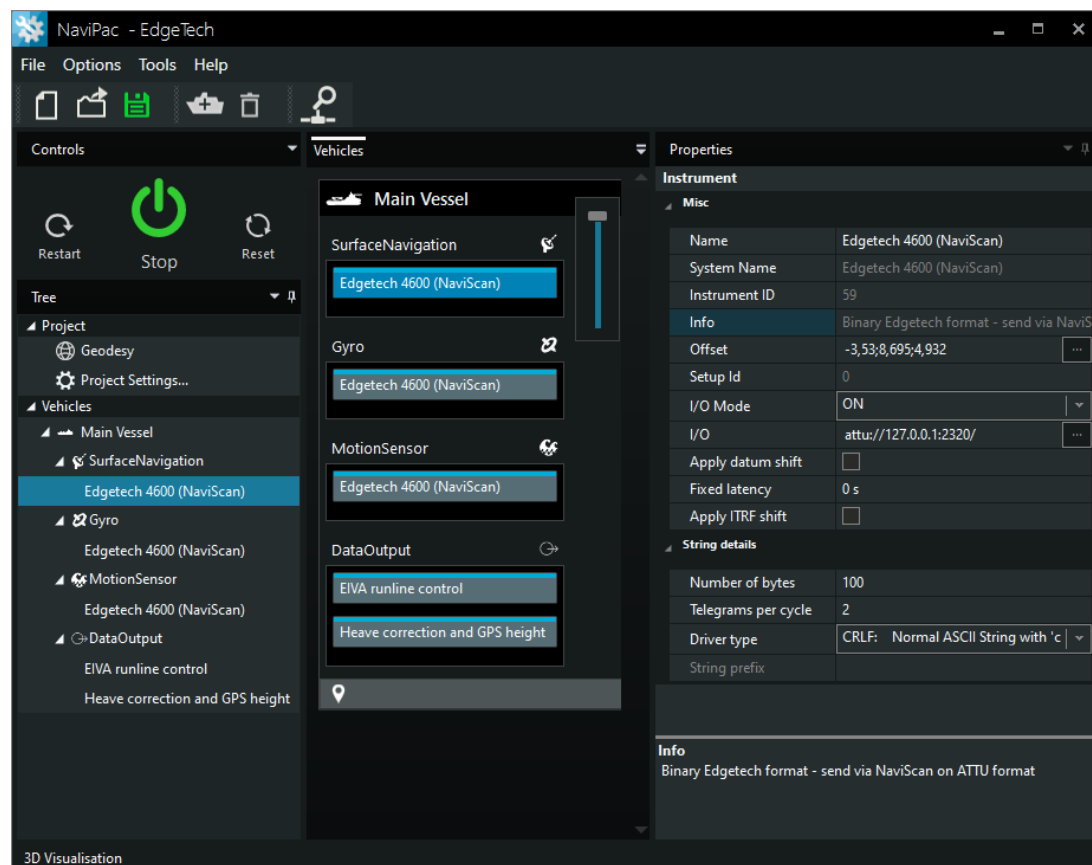 NaviPac - EdgeTech
File Options Tools Help
Controls
Restart
Stop
Reset
Tree
Project
Geodesy
Project Settings...
Vehicles
Main Vessel
SurfaceNavigation
Edgetech 4600 (NaviScan)
Gyro
Edgetech 4600 (NaviScan)
MotionSensor
Edgetech 4600 (NaviScan)
DataOutput
EIVA runline control
Heave correction and GPS height
Vehicles
Main Vessel
SurfaceNavigation
Edgetech 4600 (NaviScan)
Gyro
Edgetech 4600 (NaviScan)
MotionSensor
Edgetech 4600 (NaviScan)
DataOutput
EIVA runline control
Heave correction and GPS height
Properties
Instrument
Misc
Name Edgetech 4600 (NaviScan)
System Name Edgetech 4600 (NaviScan)
Instrument ID 59
Info Binary Edgetech format - send via NaviS
Offset -3,53;8,695;4,932 ...
Setup Id 0
I/O Mode ON
I/O attu://127.0.0.1:2320/ ...
Apply datum shift
Fixed latency 0 s
Apply ITRF shift
String details
Number of bytes 100
Telegrams per cycle 2
Driver type CRLF: Normal ASCII String with 'c
String prefix
Info
Binary Edgetech format - send via NaviScan on ATTU format
3D Visualisation